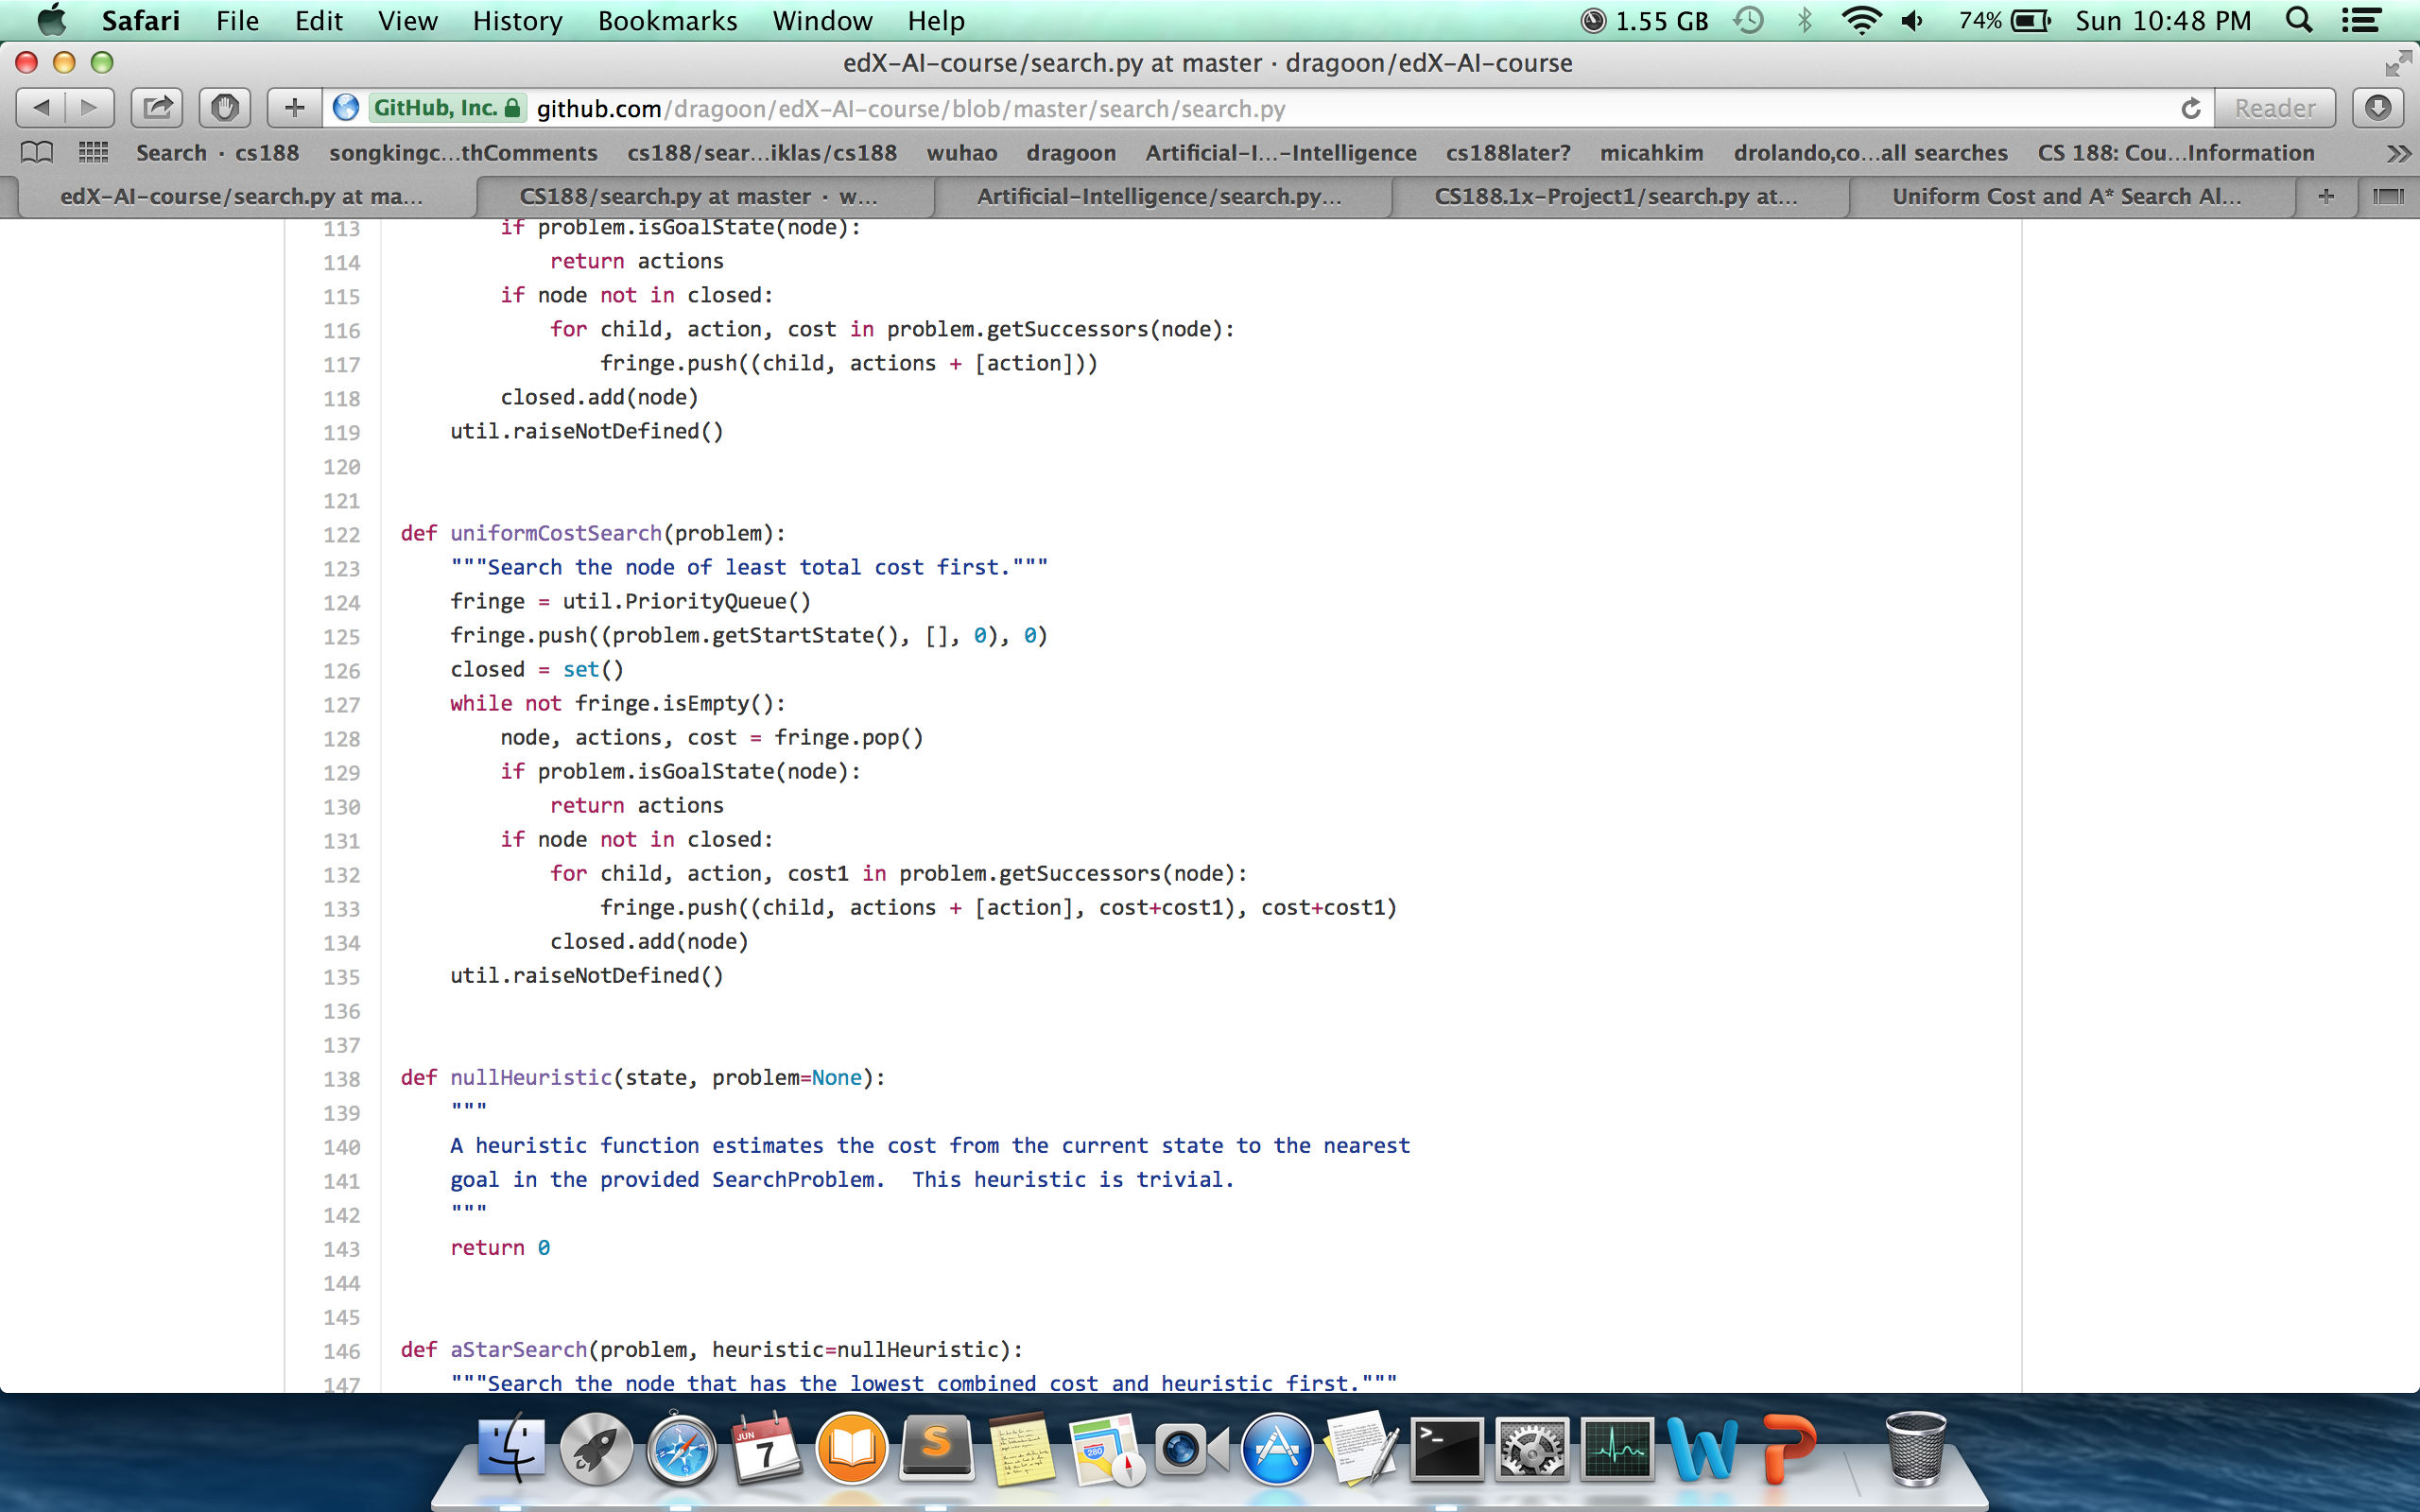 Safari File Edit View History Bookmarks Window Help 1.55 GB 74% Sun 10:48 PM
edX-AI-course/search.py at master · dragoon/edX-AI-course
GitHub, Inc. github.com/dragoon/edX-AI-course/blob/master/search/search.py Reader
Search · cs188 songkingc...thComments cs188/sear...iklas/cs188 wuhao dragoon Artificial-I...-Intelligence cs188later? micahkim drolando,co...all searches CS 188: Cou...Information
edX-AI-course/search.py at ma... CS188/search.py at master · w... Artificial-Intelligence/search.py... CS188.1x-Project1/search.py at... Uniform Cost and A* Search Al...
113 if problem.isGoalState(node):
114 return actions
115 if node not in closed:
116 for child, action, cost in problem.getSuccessors(node):
117 fringe.push((child, actions + [action]))
118 closed.add(node)
119 util.raiseNotDefined()
120
121
122 def uniformCostSearch(problem):
123 """Search the node of least total cost first."""
124 fringe = util.PriorityQueue()
125 fringe.push((problem.getStartState(), [], 0), 0)
126 closed = set()
127 while not fringe.isEmpty():
128 node, actions, cost = fringe.pop()
129 if problem.isGoalState(node):
130 return actions
131 if node not in closed:
132 for child, action, cost1 in problem.getSuccessors(node):
133 fringe.push((child, actions + [action], cost+cost1), cost+cost1)
134 closed.add(node)
135 util.raiseNotDefined()
136
137
138 def nullHeuristic(state, problem=None):
139 """
140 A heuristic function estimates the cost from the current state to the nearest
141 goal in the provided SearchProblem.  This heuristic is trivial.
142 """
143 return 0
144
145
146 def aStarSearch(problem, heuristic=nullHeuristic):
147 """Search the node that has the lowest combined cost and heuristic first."""
JUN
7
S
280
>_
W
P